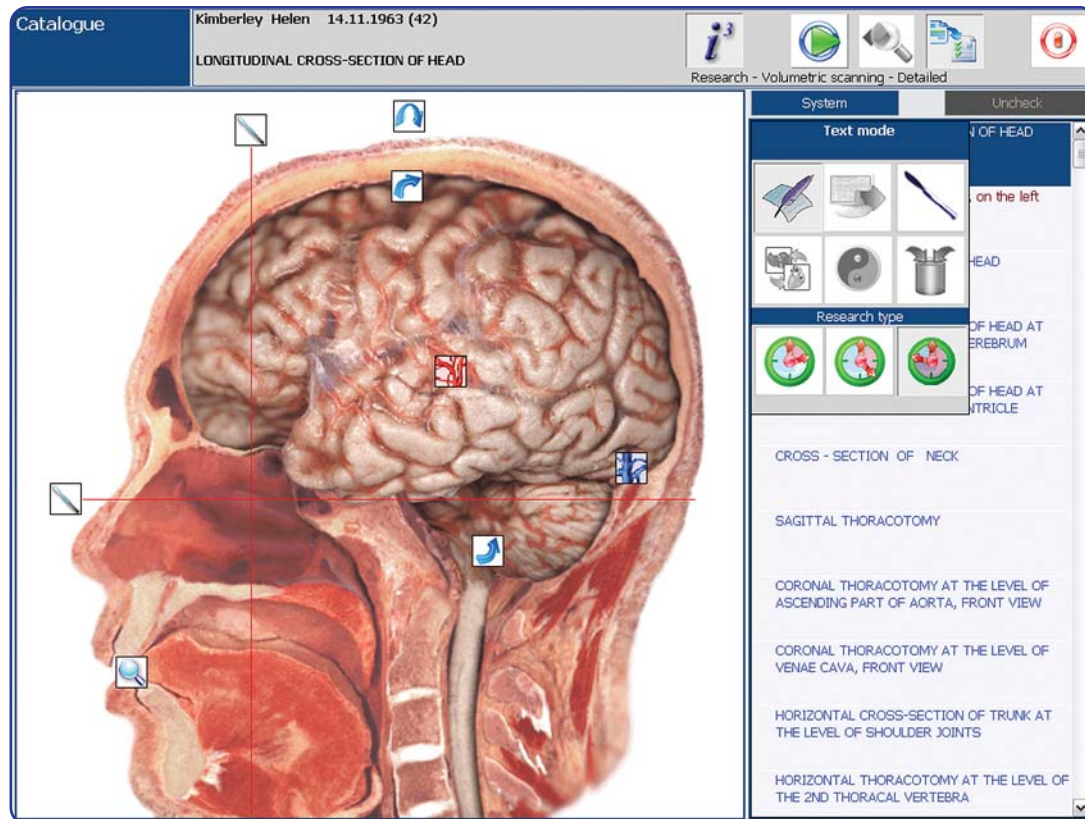 Catalogue
Kimberley Helen 14.11.1963 (42)
LONGITUDINAL CROSS-SECTION OF HEAD
i3
Research - Volumetric scanning - Detailed
System
Uncheck
Text mode
N OF HEAD
, on the left
HEAD
OF HEAD AT
EREBRUM
Research type
OF HEAD AT
NTRICLE
CROSS - SECTION OF NECK
SAGITTAL THORACOTOMY
CORONAL THORACOTOMY AT THE LEVEL OF
ASCENDING PART OF AORTA, FRONT VIEW
CORONAL THORACOTOMY AT THE LEVEL OF
VENAE CAVA, FRONT VIEW
HORIZONTAL CROSS-SECTION OF TRUNK AT
THE LEVEL OF SHOULDER JOINTS
HORIZONTAL THORACOTOMY AT THE LEVEL OF
THE 2ND THORACAL VERTEBRA